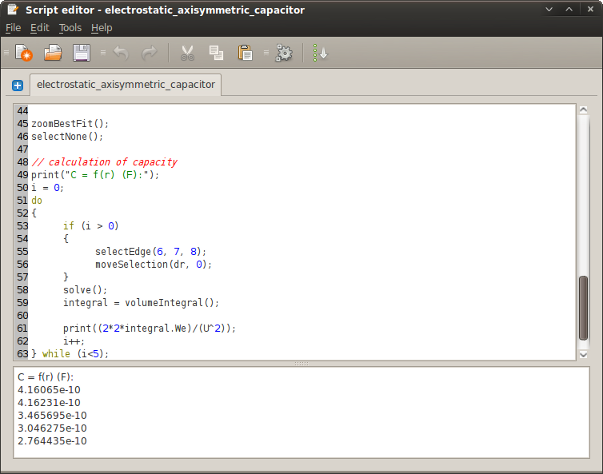 Script editor - electrostatic_axisymmetric_capacitor
File Edit Tools Help
electrostatic_axisymmetric_capacitor
44
45 zoomBestFit();
46 selectNone();
47
48 // calculation of capacity
49 print("C = f(r) (F):");
50 i = 0;
51 do
52 {
53 if (i > 0)
54 {
55 selectEdge(6, 7, 8);
56 moveSelection(dr, 0);
57 }
58 solve();
59 integral = volumeIntegral();
60
61 print((2*2*integral.We)/(U^2));
62 i++;
63 } while (i<5);
C = f(r) (F):
4.16065e-10
4.16231e-10
3.465695e-10
3.046275e-10
2.764435e-10